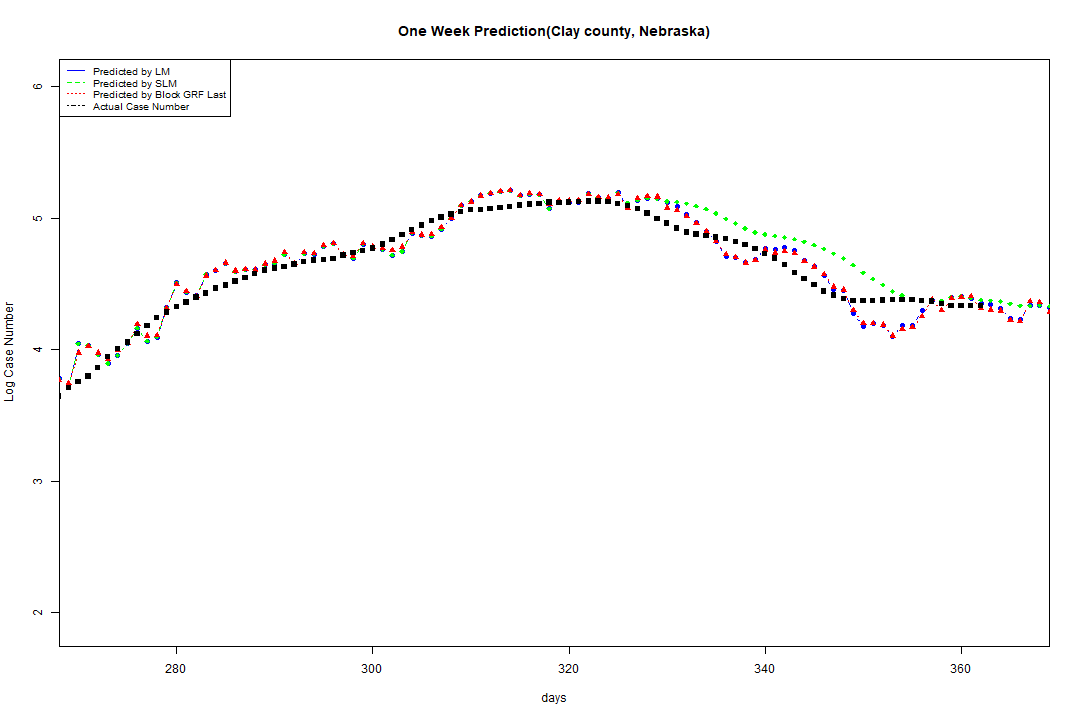 One Week Prediction(Clay county, Nebraska)
Predicted by LM
Predicted by SLM
Predicted by Block GRF Last
Actual Case Number
6
5
4
3
2
Log Case Number
280 300 320 340 360
days